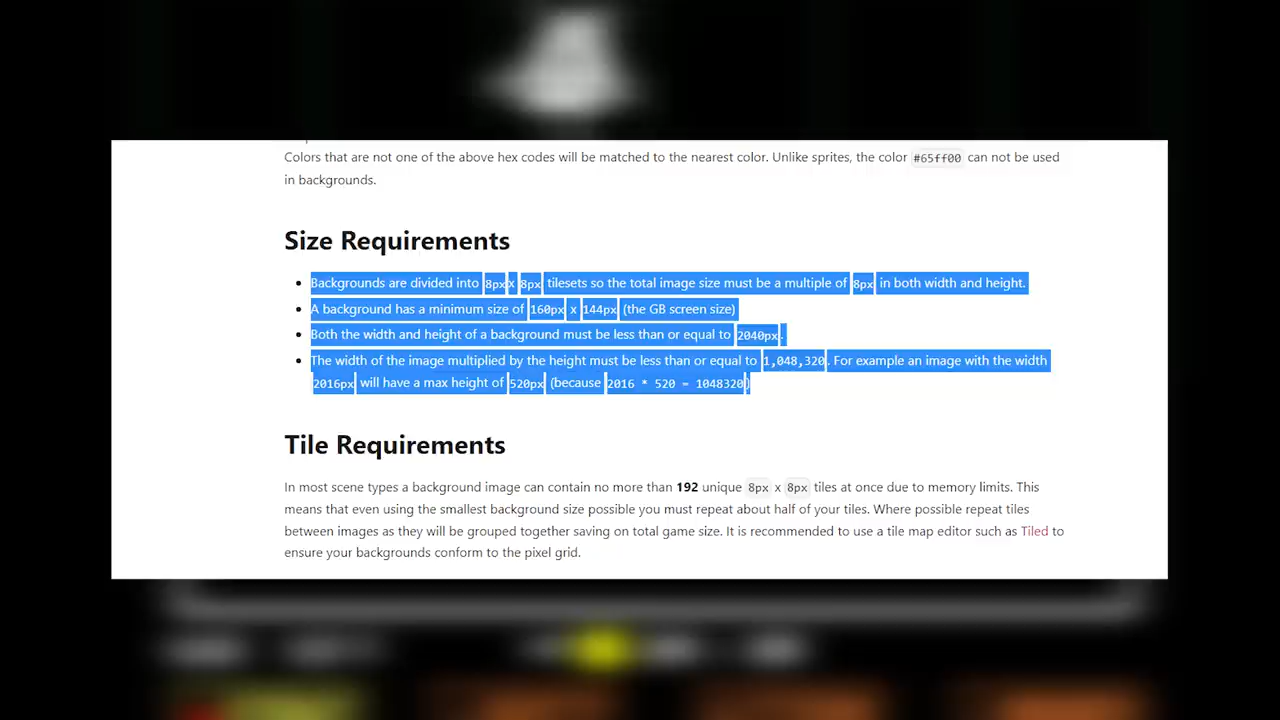 Colors that are not one of the above hex codes will be matched to the nearest color. Unlike sprites, the color #65ff00 can not be used
in backgrounds.
Size Requirements
Backgrounds are divided into 8px x 8px tilesets so the total image size must be a multiple of 8px in both width and height.
A background has a minimum size of 160px x 144px (the GB screen size)
Both the width and height of a background must be less than or equal to 2040px.
The width of the image multiplied by the height must be less than or equal to 1,048,320. For example an image with the width
2016px will have a max height of 520px (because 2016 * 520 = 1048320)
Tile Requirements
In most scene types a background image can contain no more than 192 unique 8px x 8px tiles at once due to memory limits. This
means that even using the smallest background size possible you must repeat about half of your tiles. Where possible repeat tiles
between images as they will be grouped together saving on total game size. It is recommended to use a tile map editor such as Tiled to
ensure your backgrounds conform to the pixel grid.